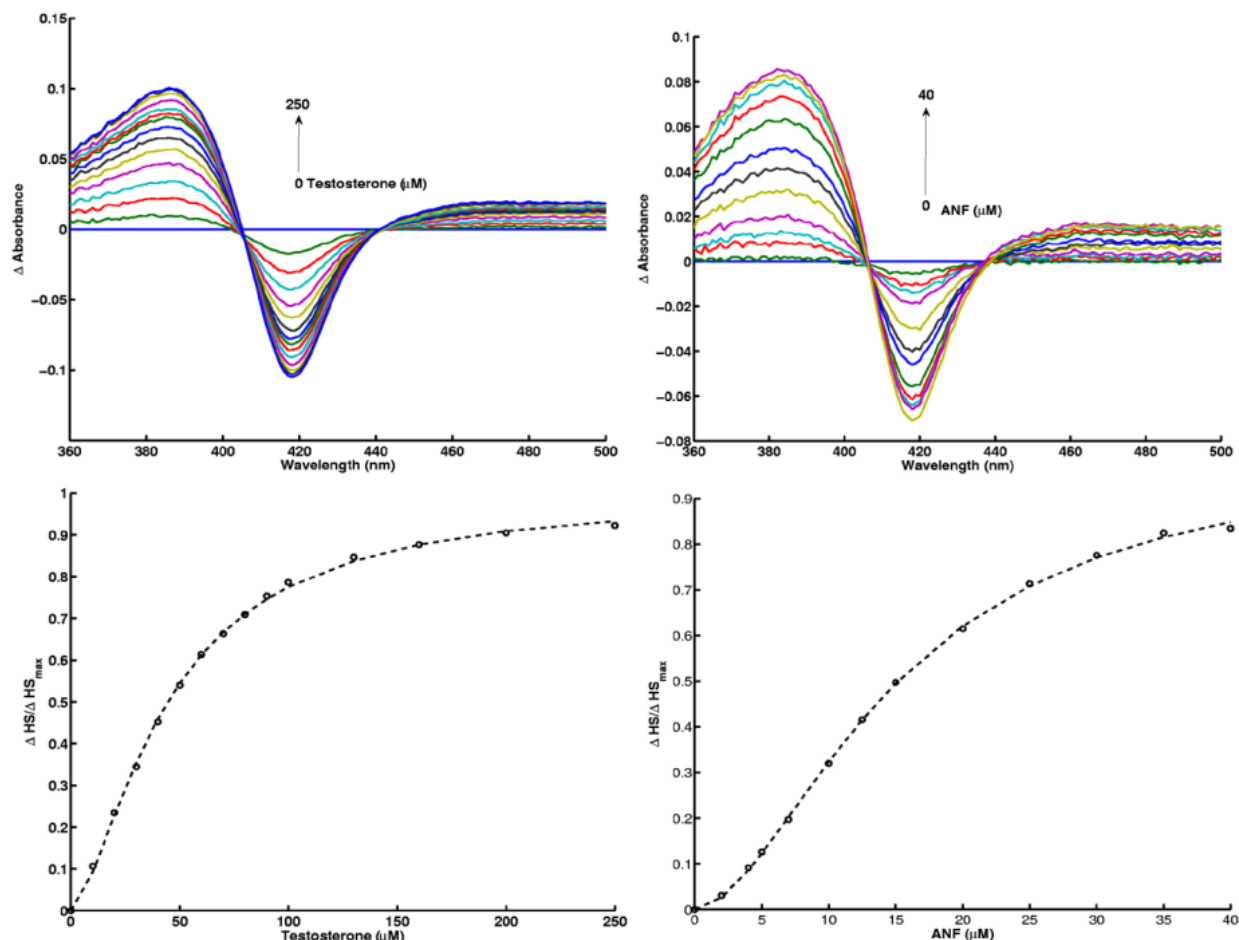 0.15
0.1
0.05
0
−0.05
−0.1
Δ Absorbance
250
0 Testosterone (μM)
360 380 400 420 440 460 480 500
Wavelength (nm)
0.1
0.08
0.06
0.04
0.02
0
−0.02
−0.04
−0.06
−0.08
Δ Absorbance
40
0 ANF (μM)
360 380 400 420 440 460 480 500
Wavelength (nm)
1
0.9
0.8
0.7
0.6
0.5
0.4
0.3
0.2
0.1
0
Δ HS/Δ HSmax
0 50 100 150 200 250
Testosterone (μM)
0.9
0.8
0.7
0.6
0.5
0.4
0.3
0.2
0.1
0
Δ HS/Δ HSmax
0 5 10 15 20 25 30 35 40
ANF (μM)